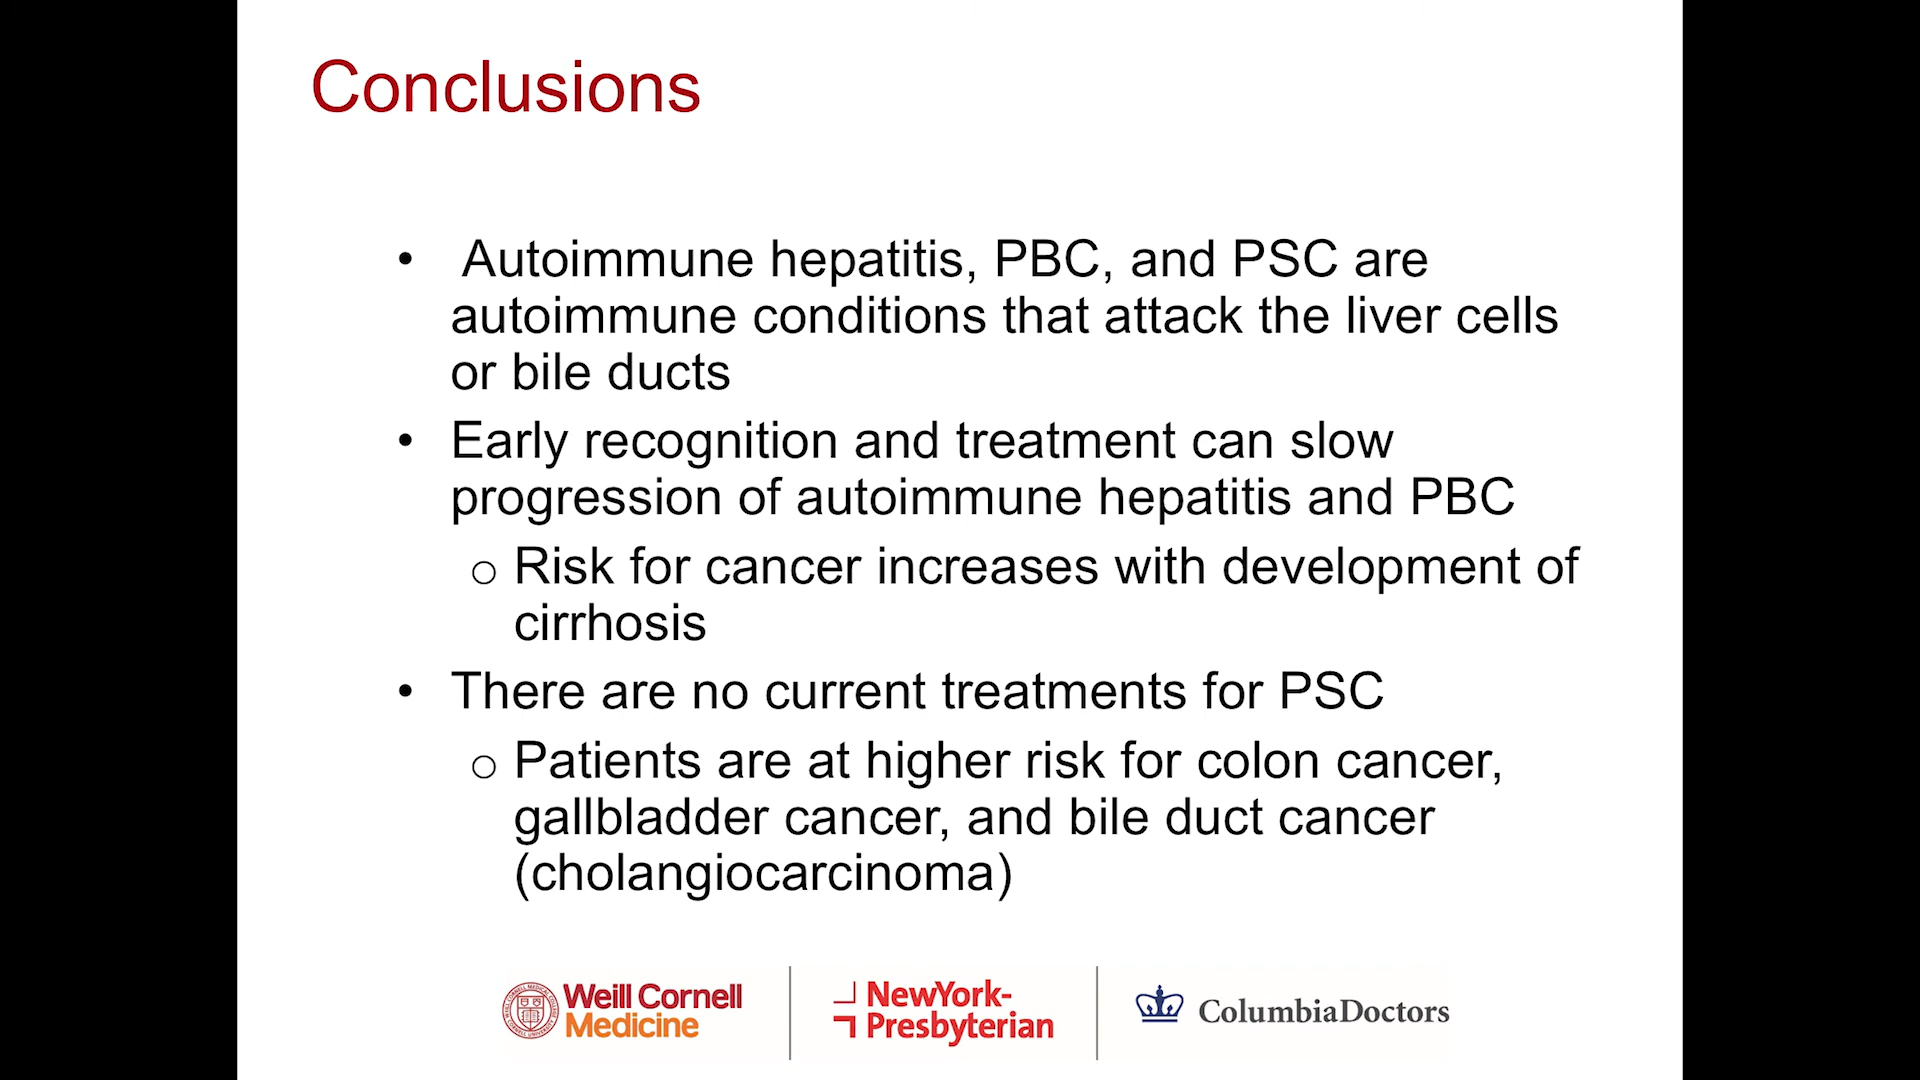 Conclusions
• Autoimmune hepatitis, PBC, and PSC are
autoimmune conditions that attack the liver cells
or bile ducts
• Early recognition and treatment can slow
progression of autoimmune hepatitis and PBC
o Risk for cancer increases with development of
cirrhosis
• There are no current treatments for PSC
o Patients are at higher risk for colon cancer,
gallbladder cancer, and bile duct cancer
(cholangiocarcinoma)
Weill Cornell
Medicine
NewYork-
Presbyterian
ColumbiaDoctors